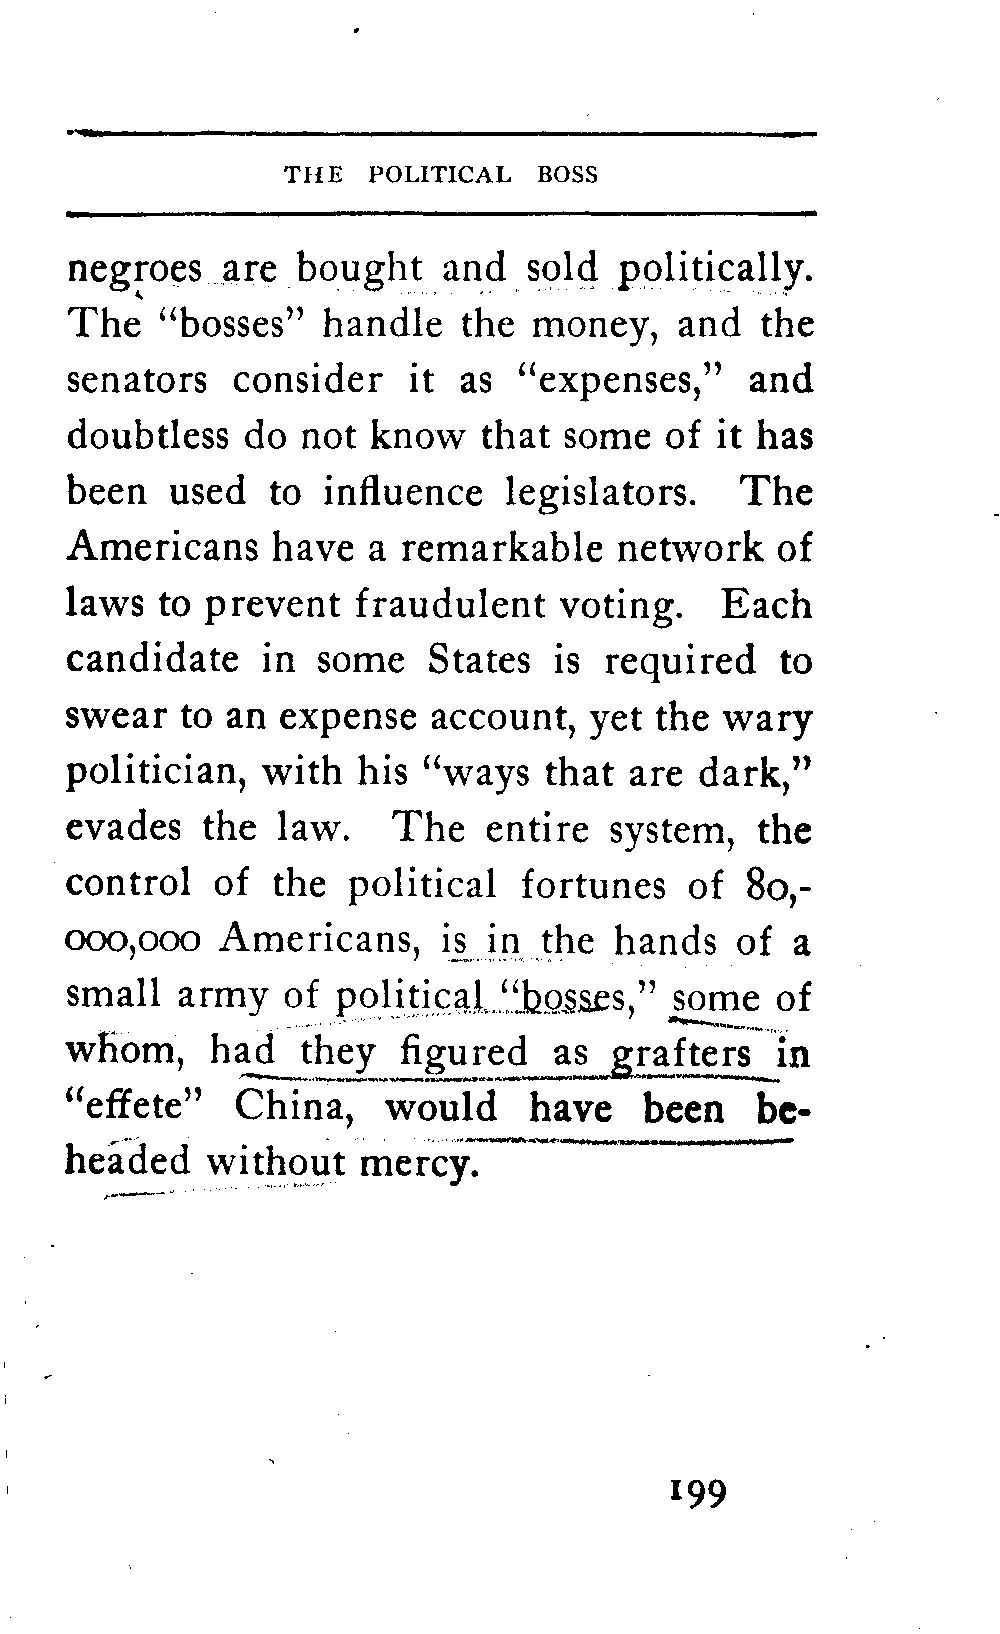 THE POLITICAL BOSS
negroes are bought and sold politically.
The “bosses” handle the money, and the
senators consider it as “expenses,” and
doubtless do not know that some of it has
been used to influence legislators. The
Americans have a remarkable network of
laws to prevent fraudulent voting. Each
candidate in some States is required to
swear to an expense account, yet the wary
politician, with his “ways that are dark,”
evades the law. The entire system, the
control of the political fortunes of 80,-
000,000 Americans, is in the hands of a
small army of political “bosses,” some of
whom, had they figured as grafters in
“effete” China, would have been be-
headed without mercy.
199